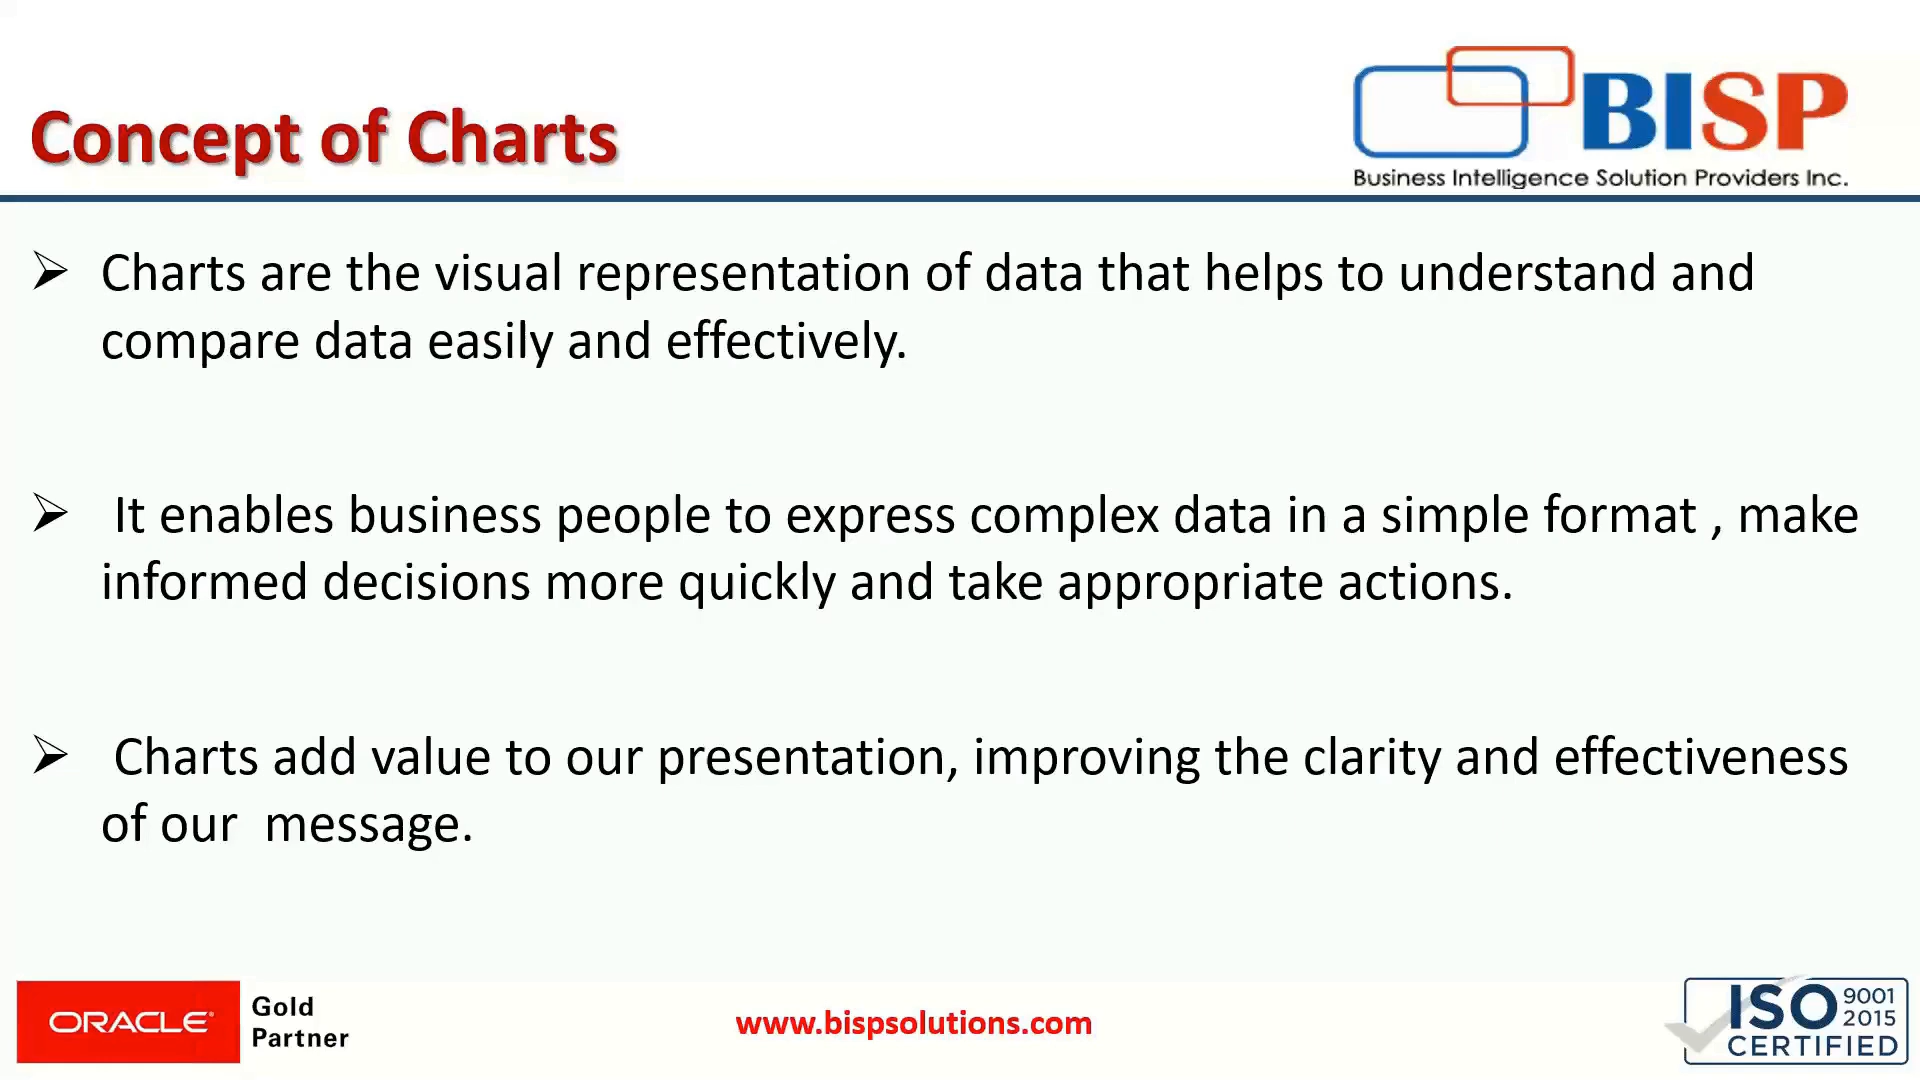 Concept of Charts
BISP
Business Intelligence Solution Providers Inc.
➢ Charts are the visual representation of data that helps to understand and
compare data easily and effectively.
➢ It enables business people to express complex data in a simple format , make
informed decisions more quickly and take appropriate actions.
➢ Charts add value to our presentation, improving the clarity and effectiveness
of our  message.
ORACLE® Gold
Partner
www.bispsolutions.com
ISO 9001
2015
CERTIFIED